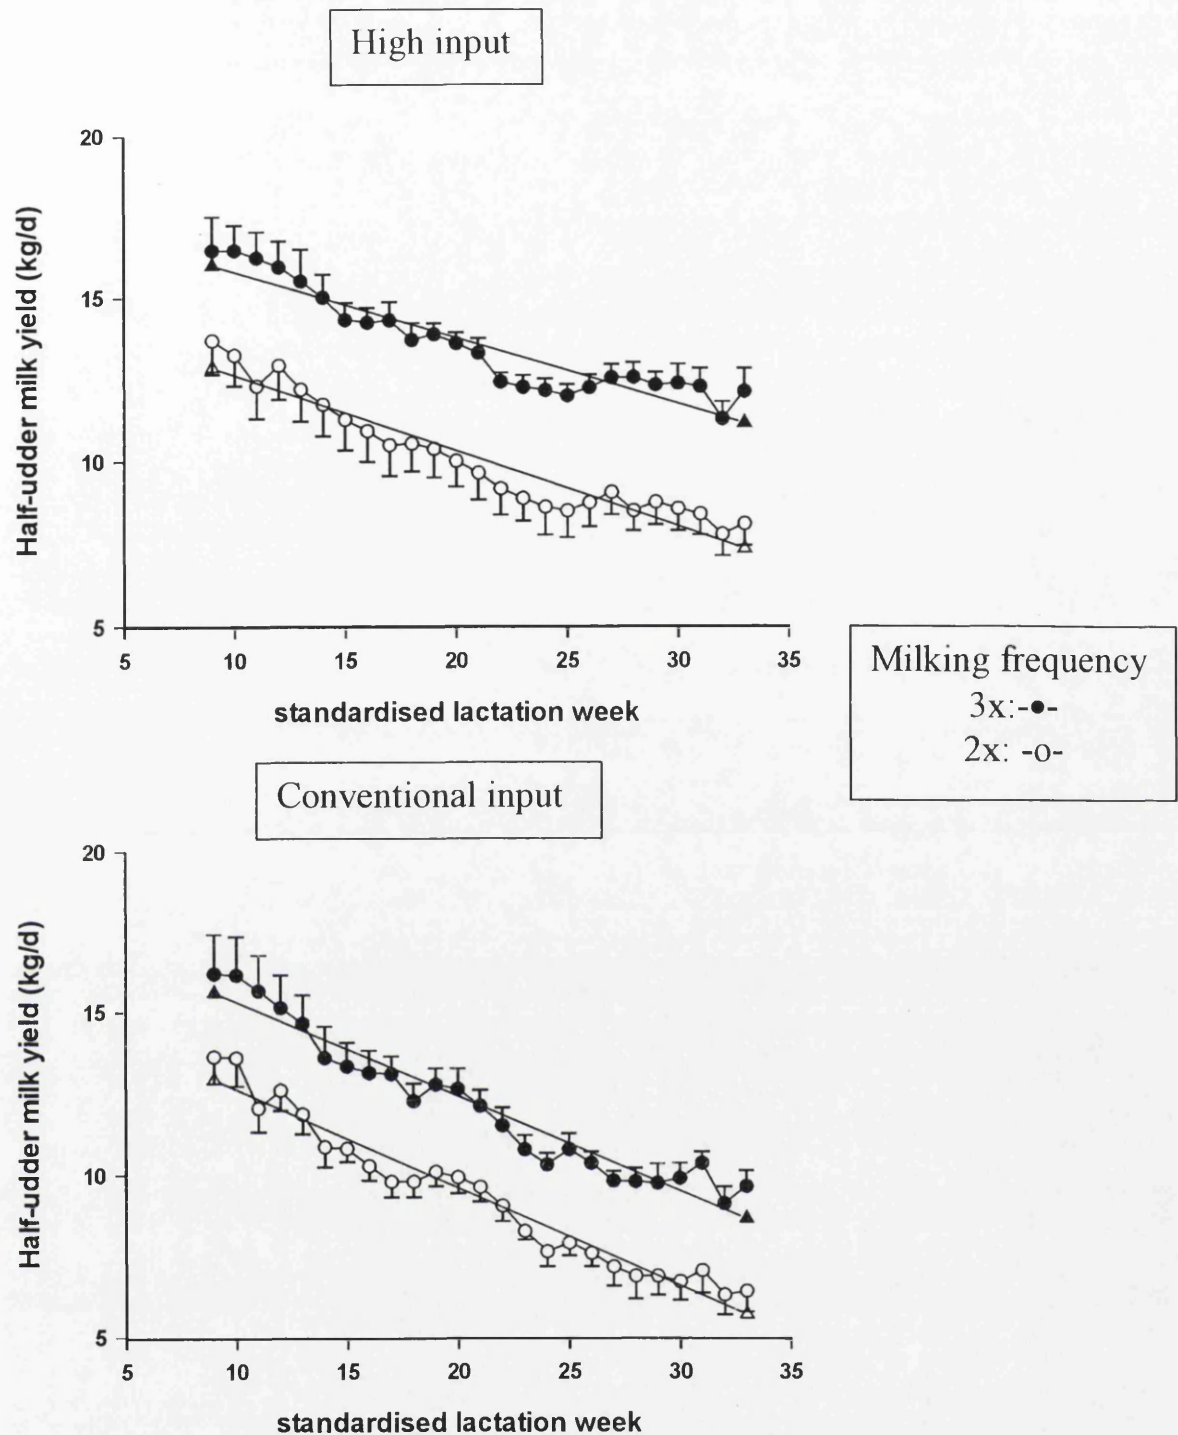 High input
20
15
10
5
Half-udder milk yield (kg/d)
5 10 15 20 25 30 35
standardised lactation week
Milking frequency
3x:-●-
2x: -o-
Conventional input
20
15
10
5
Half-udder milk yield (kg/d)
5 10 15 20 25 30 35
standardised lactation week